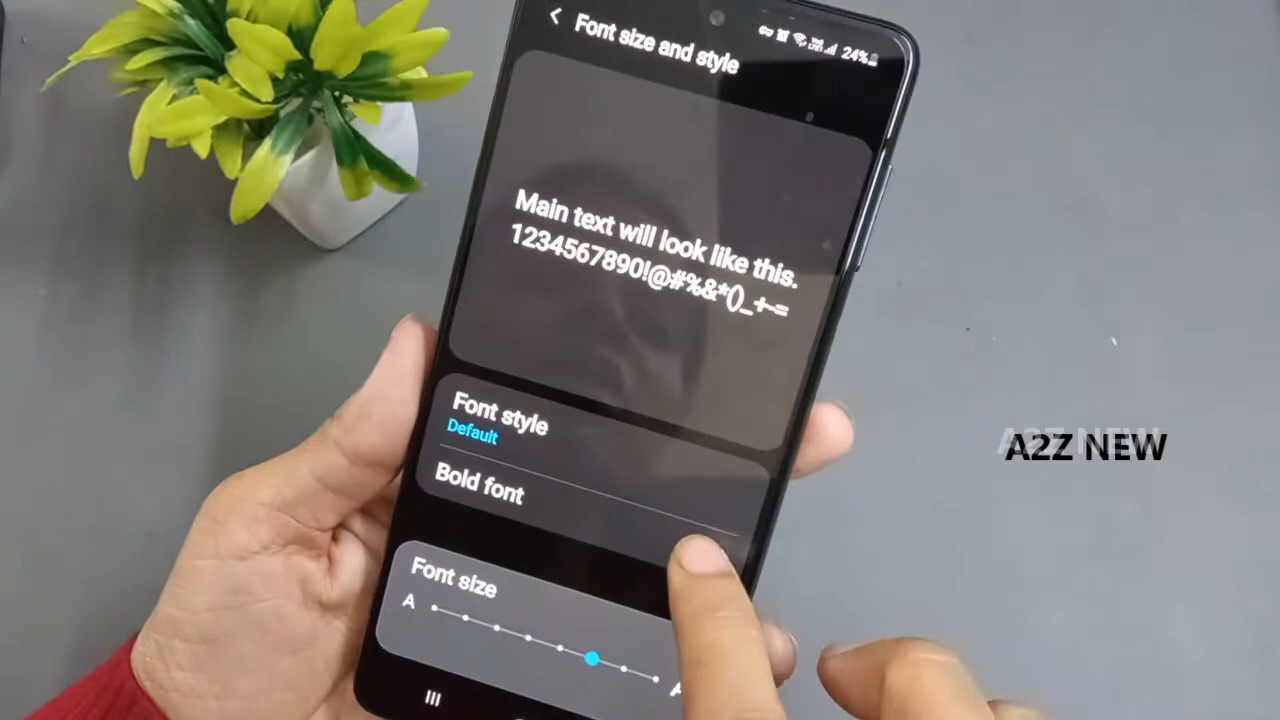 Font size and style
24%
Main text will look like this.
1234567890!@#%&*()_+-=
Font style
Default
Bold font
Font size
A
A
A2Z NEW